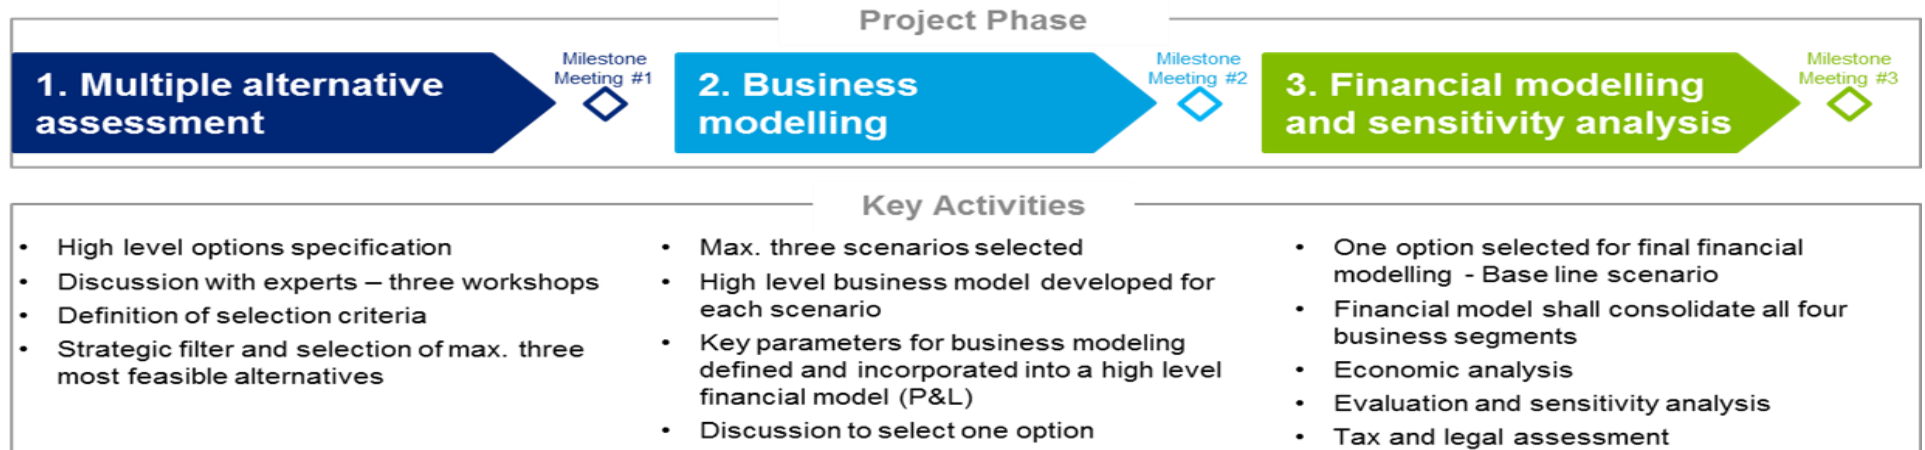 Project Phase
1. Multiple alternative
assessment
Milestone
Meeting #1
2. Business
modelling
Milestone
Meeting #2
3. Financial modelling
and sensitivity analysis
Milestone
Meeting #3
Key Activities
• High level options specification
• Discussion with experts – three workshops
• Definition of selection criteria
• Strategic filter and selection of max. three
most feasible alternatives
• Max. three scenarios selected
• High level business model developed for
each scenario
• Key parameters for business modeling
defined and incorporated into a high level
financial model (P&L)
• Discussion to select one option
• One option selected for final financial
modelling - Base line scenario
• Financial model shall consolidate all four
business segments
• Economic analysis
• Evaluation and sensitivity analysis
• Tax and legal assessment